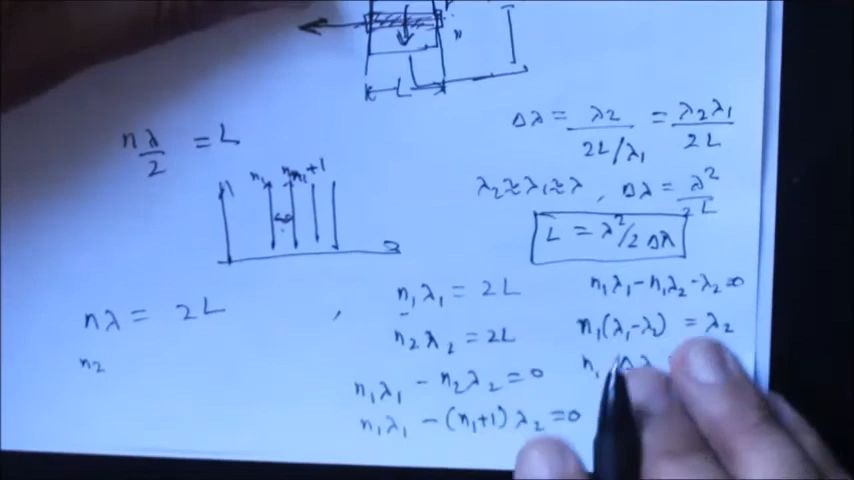 L
nλ/2 = L
n₁ n₁+1
nλ = 2L ,
n₂
n₁λ₁ = 2L
n₂λ₂ = 2L
n₁λ₁ - n₂λ₂ = 0
n₁λ₁ - (n₁+1) λ₂ = 0
Δλ = λ2/(2L/λ₁) = λ₂λ₁/2L
λ₂≈λ₁≈λ , Δλ = λ²/2L
L = λ²/2Δλ
n₁λ₁-n₁λ₂-λ₂=0
n₁(λ₁-λ₂) = λ₂
n₁ Δλ